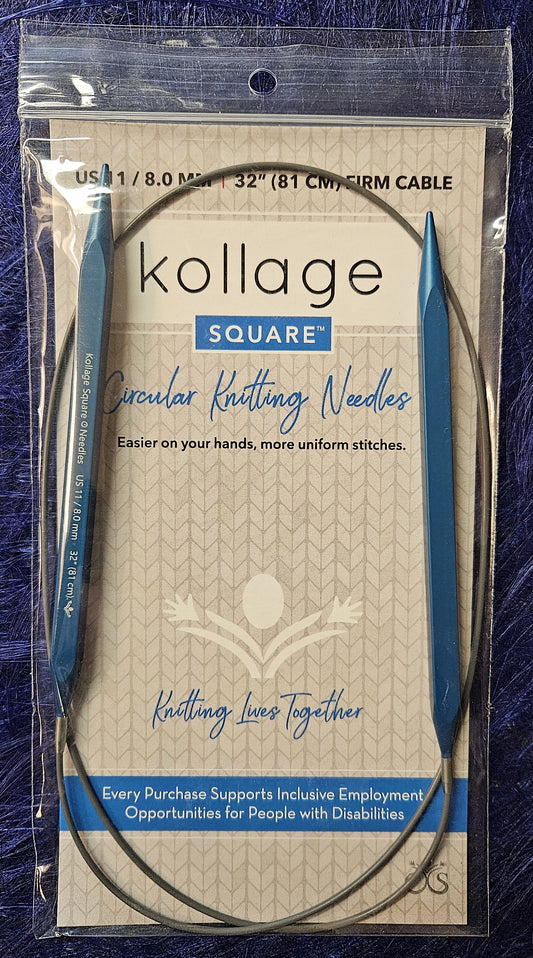 US 11 / 8.0 MM | 32" (81 CM) FIRM CABLE
kollage
SQUARE™
Circular Knitting Needles
Easier on your hands, more uniform stitches.
Kollage Square Needles US 11 / 8.0 mm 32" (81 cm)
Knitting Lives Together
Every Purchase Supports Inclusive Employment
Opportunities for People with Disabilities